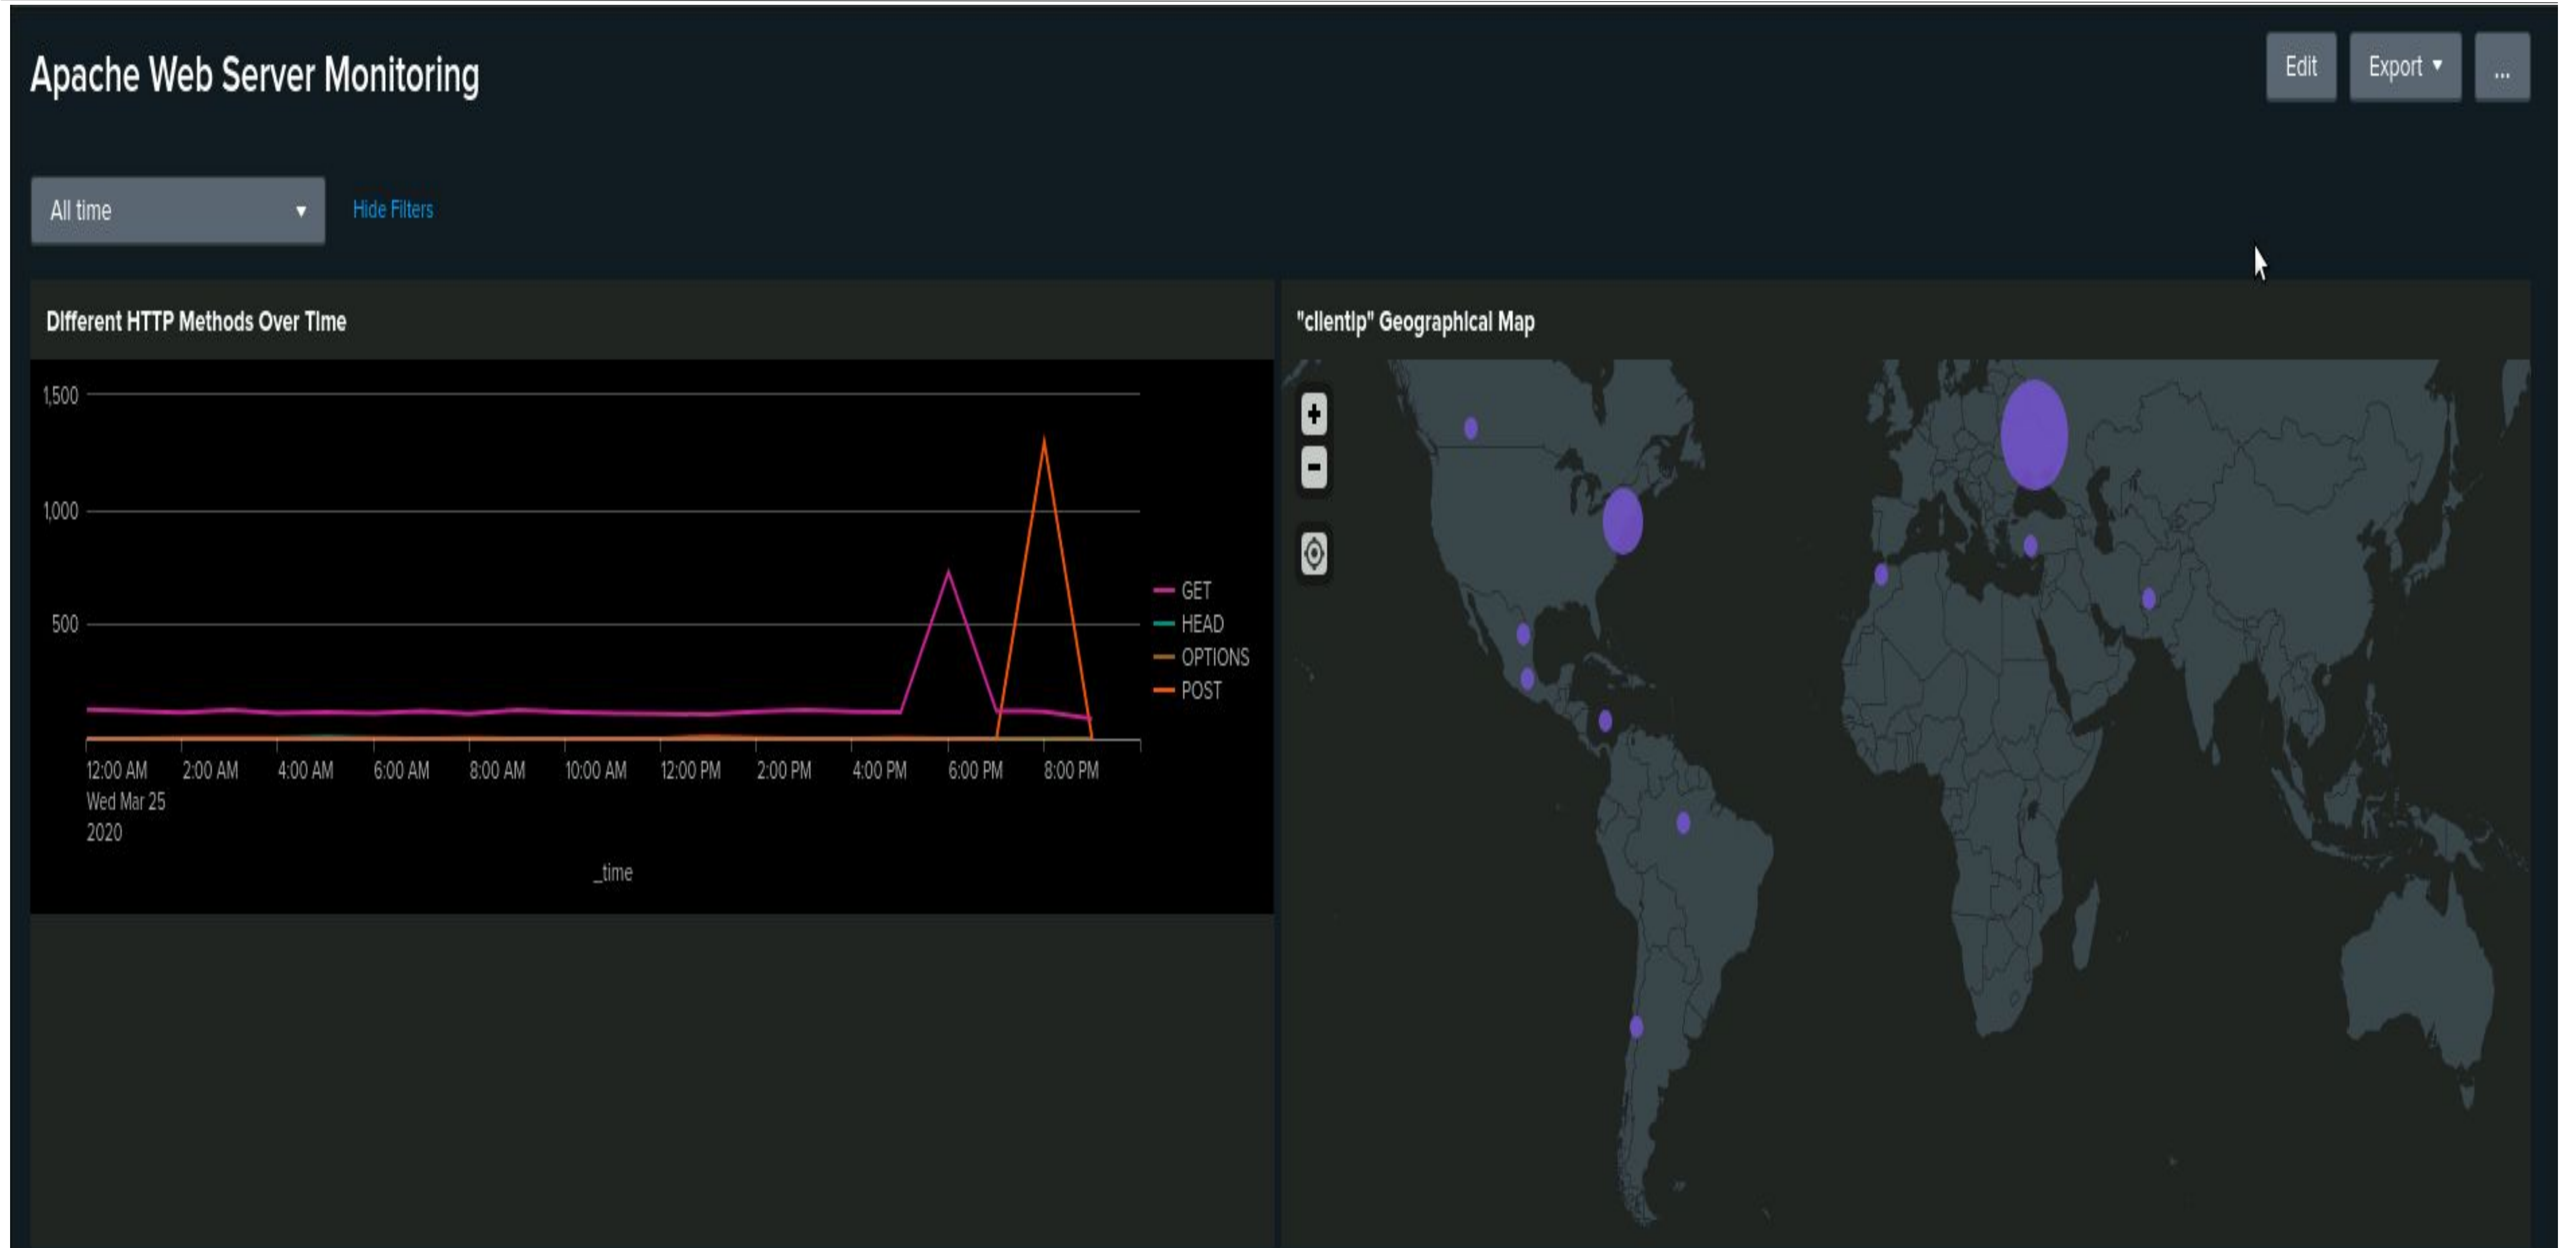 Apache Web Server Monitoring
Edit
Export
...
All time
Hide Filters
Different HTTP Methods Over Time
1,500
1,000
500
GET
HEAD
OPTIONS
POST
12:00 AM 2:00 AM 4:00 AM 6:00 AM 8:00 AM 10:00 AM 12:00 PM 2:00 PM 4:00 PM 6:00 PM 8:00 PM
Wed Mar 25
2020
_time
"clientip" Geographical Map
+
-